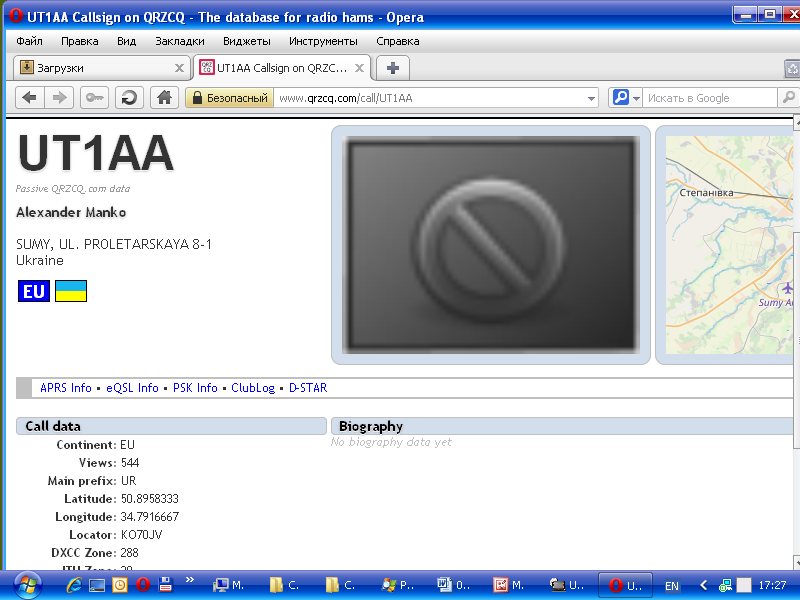 UT1AA Callsign on QRZCQ - The database for radio hams - Opera
Файл Правка Вид Закладки Виджеты Инструменты Справка
Загрузки
QRZ CQ UT1AA Callsign on QRZC...
Безопасный www.qrzcq.com/call/UT1AA Искать в Google
UT1AA
Passive QRZCQ.com data
Alexander Manko
SUMY, UL. PROLETARSKAYA 8-1
Ukraine
EU
Степанівка
Sumy
APRS Info • eQSL Info • PSK Info • ClubLog • D-STAR
Call data
Continent: EU
Views: 544
Main prefix: UR
Latitude: 50.8958333
Longitude: 34.7916667
Locator: KO70JV
DXCC Zone: 288
Biography
No biography data yet
M. С. С. P.. 0.. M. U.. U.. EN 17:27